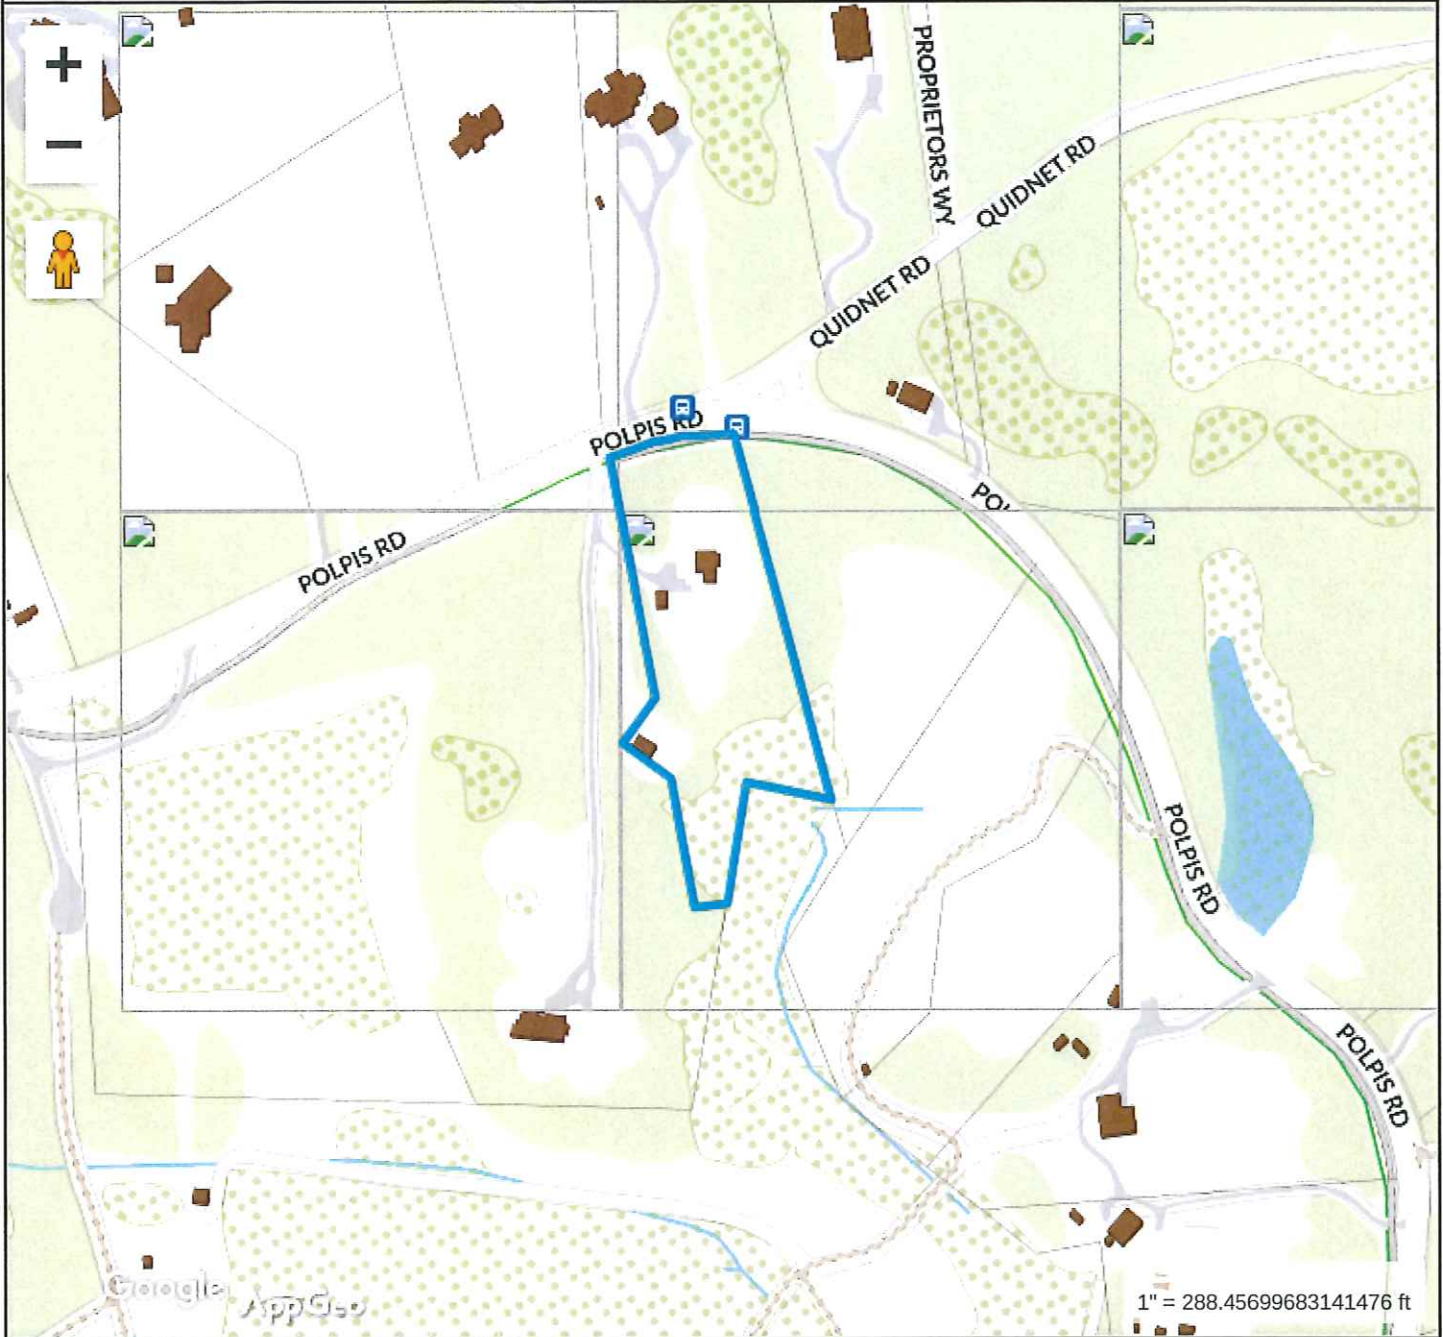 +
−
PROPRIETORS WY
QUIDNET RD
QUIDNET RD
POLPIS RD
PO
POLPIS RD
POLPIS RD
POLPIS RD
Google
AppGeo
1" = 288.45699683141476 ft